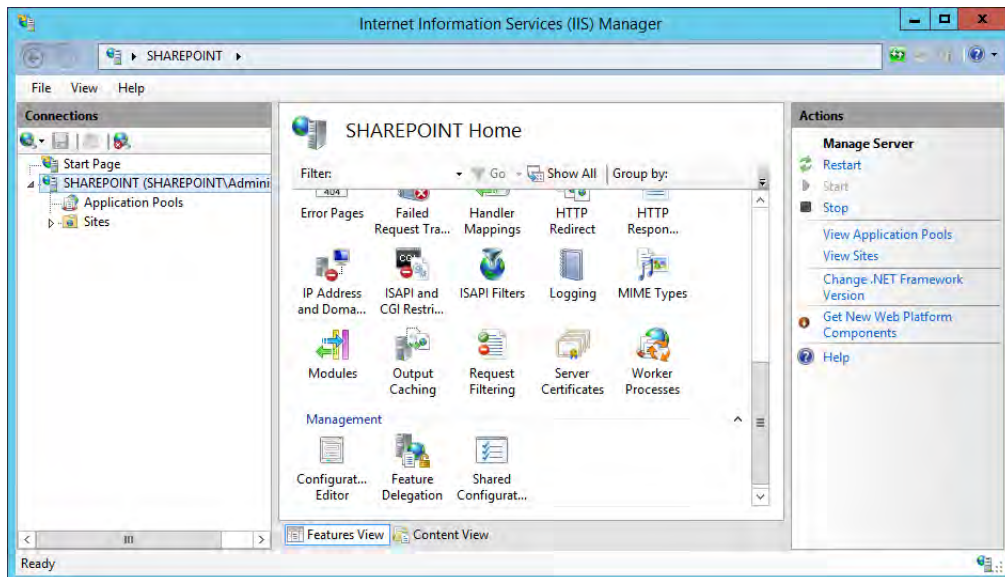 Internet Information Services (IIS) Manager
SHAREPOINT
File View Help
Connections
Start Page
SHAREPOINT (SHAREPOINT\Adminis
Application Pools
Sites
SHAREPOINT Home
Filter: Go Show All Group by:
404
Error Pages
Failed Request Tra...
Handler Mappings
HTTP Redirect
HTTP Respon...
CGI
IP Address and Doma...
ISAPI and CGI Restri...
ISAPI Filters
Logging
MIME Types
Modules
Output Caching
Request Filtering
Server Certificates
Worker Processes
Management
Configurat... Editor
Feature Delegation
Shared Configurat...
Features View Content View
Actions
Manage Server
Restart
Start
Stop
View Application Pools
View Sites
Change .NET Framework
Version
Get New Web Platform
Components
Help
Ready